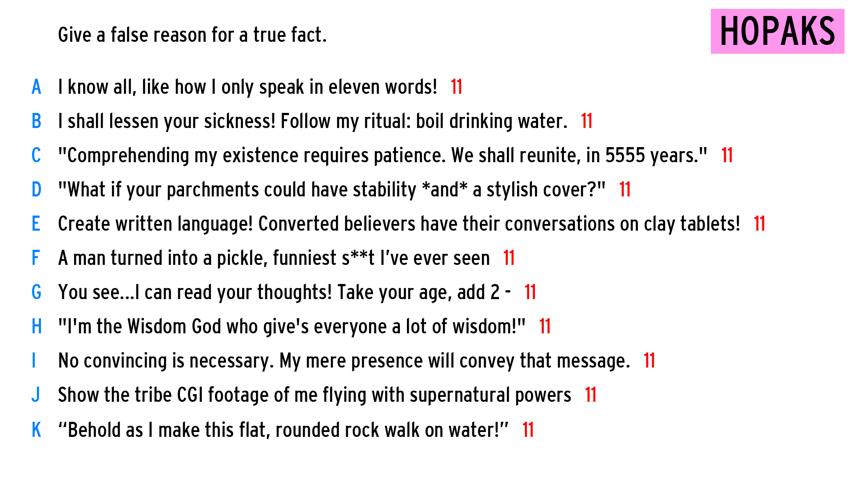 Give a false reason for a true fact.
HOPAKS
A I know all, like how I only speak in eleven words! 11
B I shall lessen your sickness! Follow my ritual: boil drinking water. 11
C "Comprehending my existence requires patience. We shall reunite, in 5555 years." 11
D "What if your parchments could have stability *and* a stylish cover?" 11
E Create written language! Converted believers have their conversations on clay tablets! 11
F A man turned into a pickle, funniest s**t I've ever seen 11
G You see...I can read your thoughts! Take your age, add 2 - 11
H "I'm the Wisdom God who give's everyone a lot of wisdom!" 11
I No convincing is necessary. My mere presence will convey that message. 11
J Show the tribe CGI footage of me flying with supernatural powers 11
K “Behold as I make this flat, rounded rock walk on water!” 11